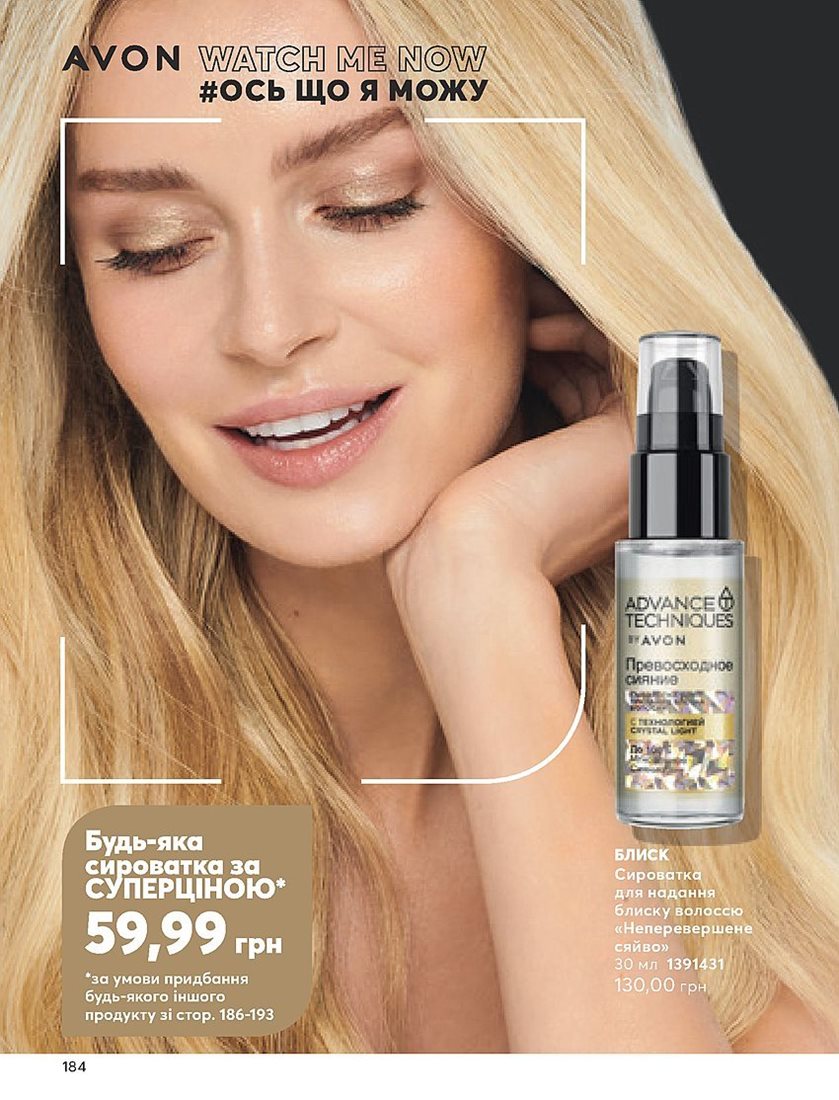 AVON WATCH ME NOW
#ОСЬ ЩО Я МОЖУ
ADVANCE
TECHNIQUES
BY AVON
Превосходное
сияние
С ТЕХНОЛОГИЕЙ
CRYSTAL LIGHT
Будь-яка
сироватка за
СУПЕРЦІНОЮ*
59,99 грн
*за умови придбання
будь-якого іншого
продукту зі стор. 186-193
БЛИСК
Сироватка
для надання
блиску волоссю
«Неперевершене
сяйво»
30 мл 1391431
130,00 грн
184